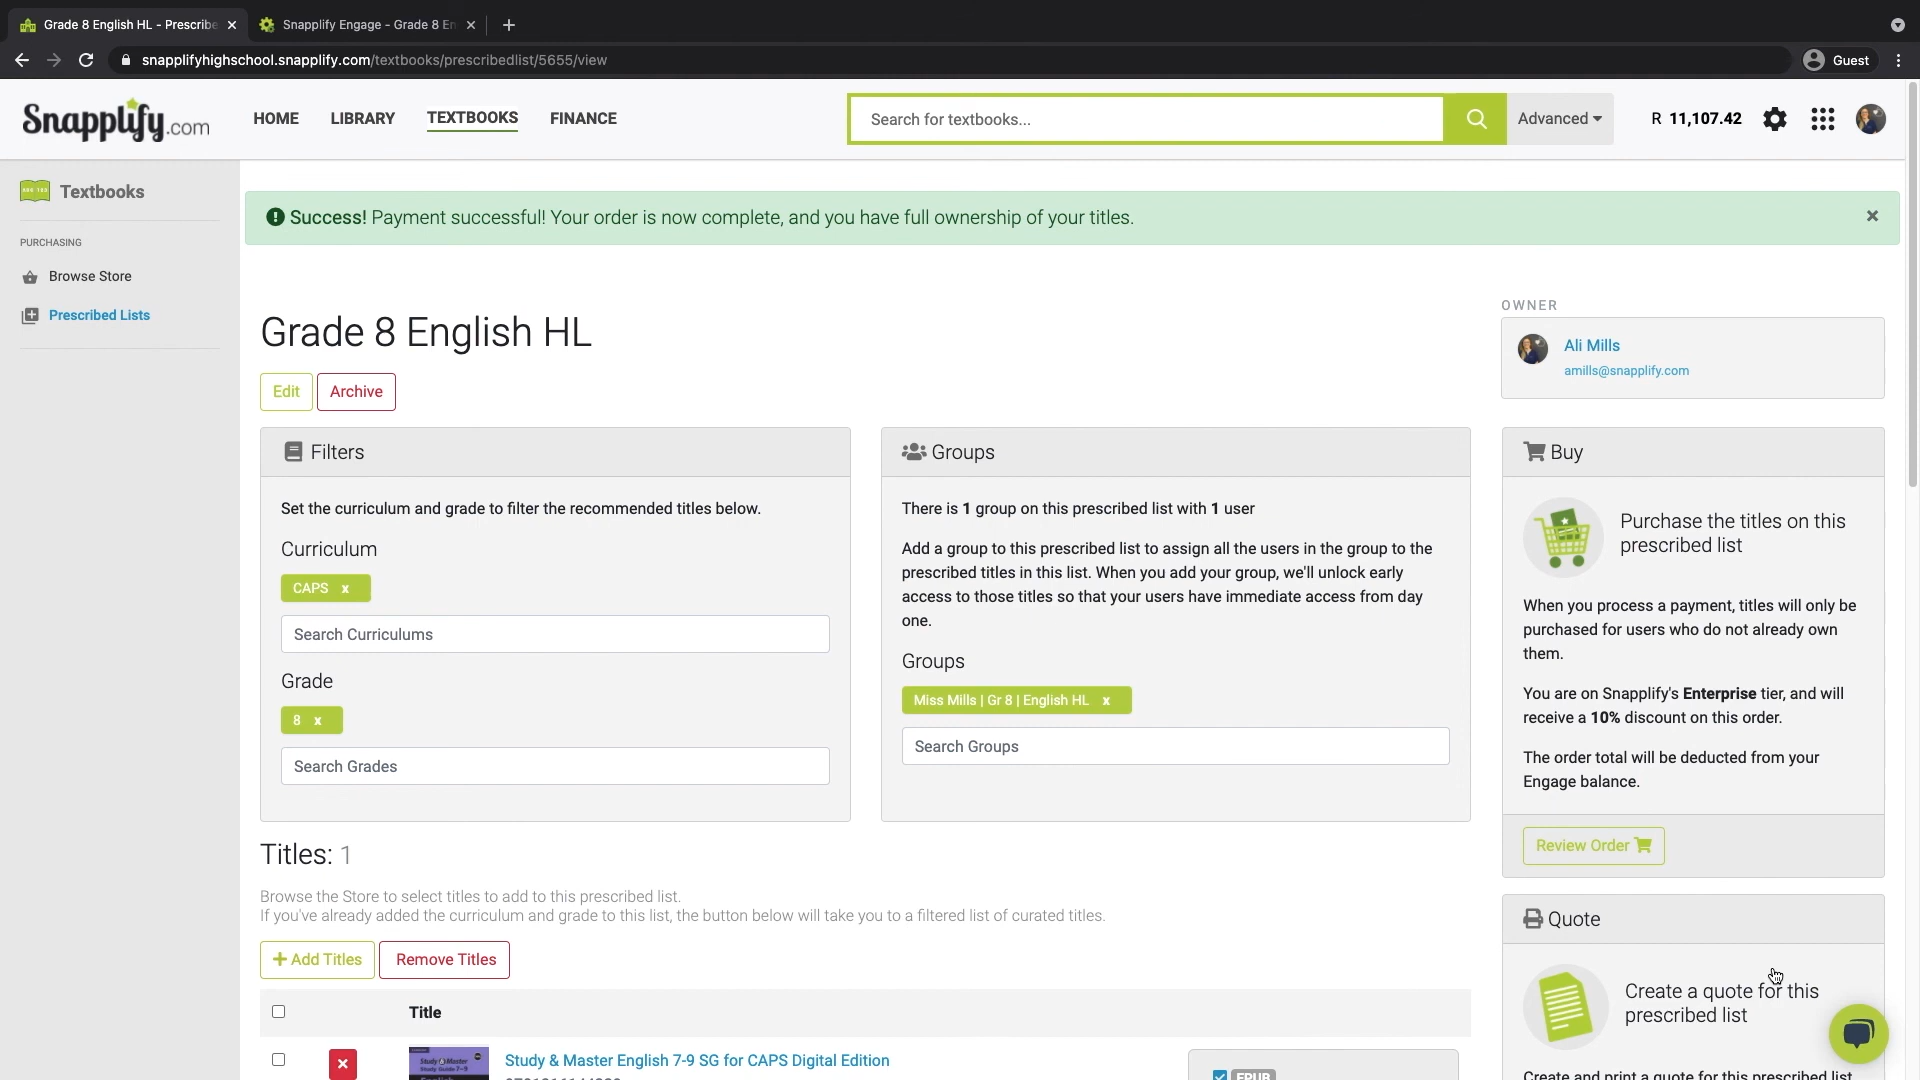 Grade 8 English HL - Prescribe
Snapplify Engage - Grade 8 En
snapplifyhighschool.snapplify.com/textbooks/prescribedlist/5655/view
Guest
Snapplify.com
HOME
LIBRARY
TEXTBOOKS
FINANCE
Search for textbooks...
Advanced
R 11,107.42
Textbooks
PURCHASING
Browse Store
Prescribed Lists
Success! Payment successful! Your order is now complete, and you have full ownership of your titles.
×
Grade 8 English HL
Edit
Archive
OWNER
Ali Mills
amills@snapplify.com
Filters
Set the curriculum and grade to filter the recommended titles below.
Curriculum
CAPS x
Search Curriculums
Grade
8 x
Search Grades
Groups
There is 1 group on this prescribed list with 1 user
Add a group to this prescribed list to assign all the users in the group to the
prescribed titles in this list. When you add your group, we'll unlock early
access to those titles so that your users have immediate access from day
one.
Groups
Miss Mills | Gr 8 | English HL x
Search Groups
Buy
Purchase the titles on this
prescribed list
When you process a payment, titles will only be
purchased for users who do not already own
them.
You are on Snapplify's Enterprise tier, and will
receive a 10% discount on this order.
The order total will be deducted from your
Engage balance.
Review Order
Titles: 1
Browse the Store to select titles to add to this prescribed list.
If you've already added the curriculum and grade to this list, the button below will take you to a filtered list of curated titles.
+ Add Titles
Remove Titles
Title
Study & Master English 7-9 SG for CAPS Digital Edition
EPUB
Quote
Create a quote for this
prescribed list
Create and print a quote for this prescribed list